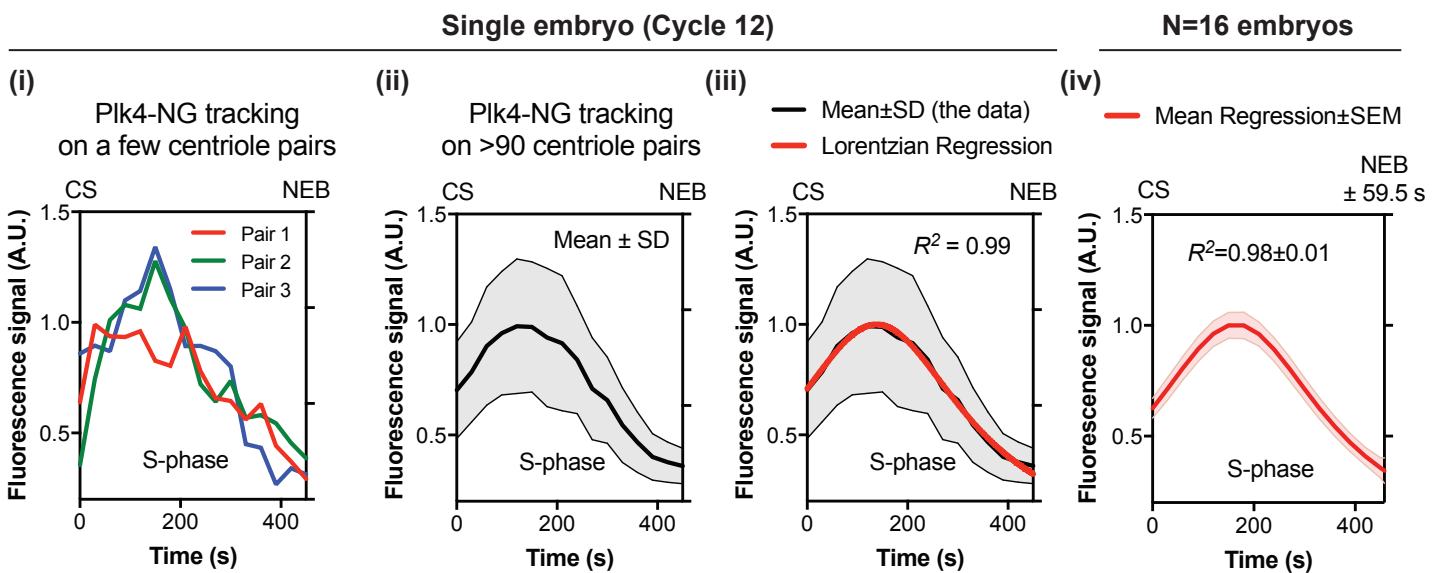 Single embryo (Cycle 12)
N=16 embryos
(i)
Plk4-NG tracking
on a few centriole pairs
CS
NEB
Fluorescence signal (A.U.)
1.5
1.0
0.5
Pair 1
Pair 2
Pair 3
S-phase
0
200
400
Time (s)
(ii)
Plk4-NG tracking
on >90 centriole pairs
Fluorescence signal (A.U.)
1.5
1.0
0.5
Mean ± SD
S-phase
0
200
400
Time (s)
(iii)
Mean±SD (the data)
Lorentzian Regression
Fluorescence signal (A.U.)
1.5
1.0
0.5
R² = 0.99
S-phase
0
200
400
Time (s)
(iv)
Mean Regression±SEM
CS
NEB
± 59.5 s
Fluorescence signal (A.U.)
1.5
1.0
0.5
R²=0.98±0.01
S-phase
0
200
400
Time (s)